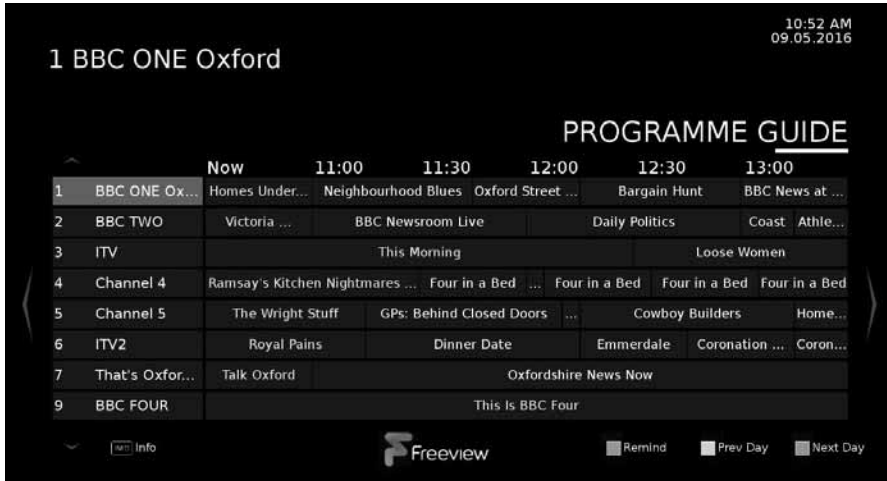 10:52 AM
09.05.2016
1 BBC ONE Oxford
PROGRAMME GUIDE
Now 11:00 11:30 12:00 12:30 13:00
1 BBC ONE Ox... Homes Under... Neighbourhood Blues Oxford Street ... Bargain Hunt BBC News at ...
2 BBC TWO Victoria ... BBC Newsroom Live Daily Politics Coast Athle...
3 ITV This Morning Loose Women
4 Channel 4 Ramsay's Kitchen Nightmares ... Four in a Bed ... Four in a Bed Four in a Bed Four in a Bed
5 Channel 5 The Wright Stuff GPs: Behind Closed Doors ... Cowboy Builders Home...
6 ITV2 Royal Pains Dinner Date Emmerdale Coronation ... Coron...
7 That's Oxfor... Talk Oxford Oxfordshire News Now
9 BBC FOUR This Is BBC Four
Info Freeview Remind Prev Day Next Day